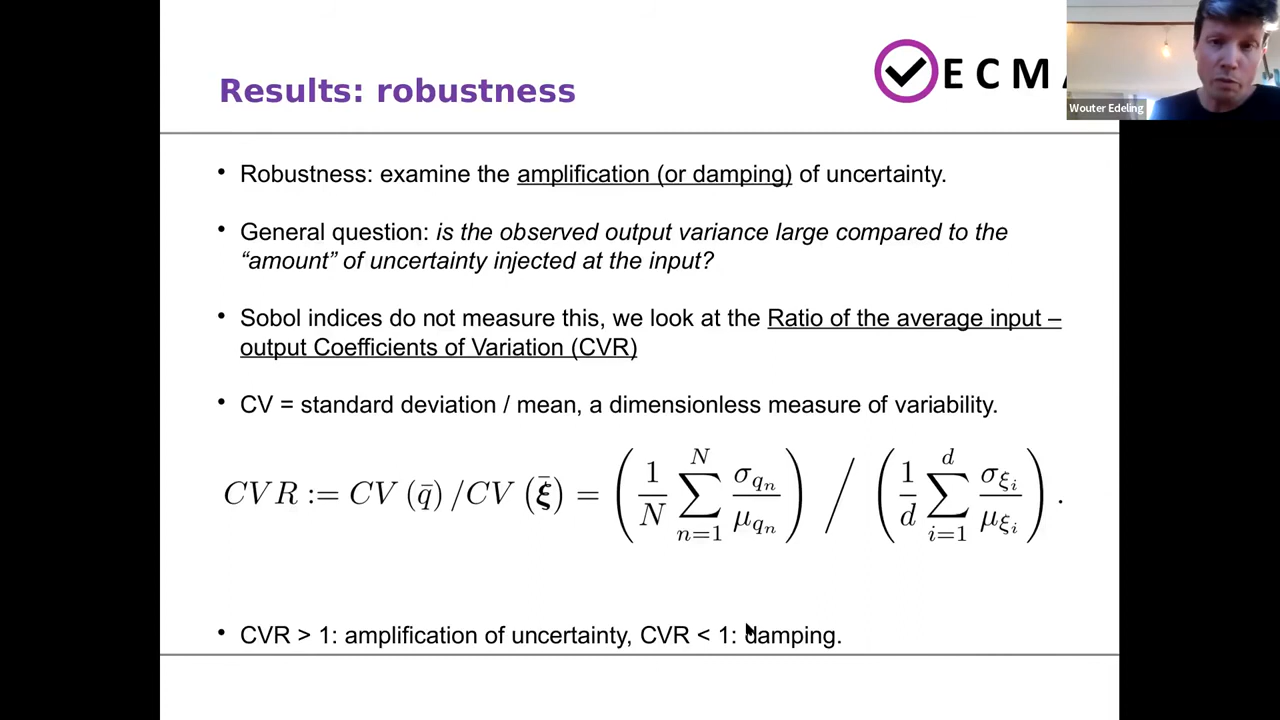 Results: robustness
ECMA
Wouter Edeling
• Robustness: examine the amplification (or damping) of uncertainty.
• General question: is the observed output variance large compared to the
“amount” of uncertainty injected at the input?
• Sobol indices do not measure this, we look at the Ratio of the average input –
output Coefficients of Variation (CVR)
• CV = standard deviation / mean, a dimensionless measure of variability.
CVR := CV (q̄) /CV (ξ̄) = ( 1/N ∑_{n=1}^{N} σ_{q_n}/μ_{q_n} ) / ( 1/d ∑_{i=1}^{d} σ_{ξ_i}/μ_{ξ_i} ) .
• CVR > 1: amplification of uncertainty, CVR < 1: damping.